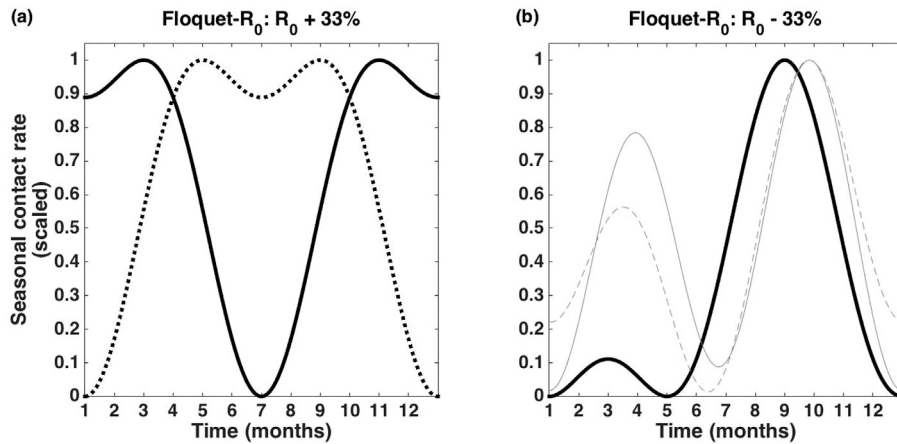 (a)
Floquet-R0: R0 + 33%
Seasonal contact rate
(scaled)
1
0.9
0.8
0.7
0.6
0.5
0.4
0.3
0.2
0.1
0
1 2 3 4 5 6 7 8 9 10 11 12
Time (months)
(b)
Floquet-R0: R0 - 33%
1
0.9
0.8
0.7
0.6
0.5
0.4
0.3
0.2
0.1
0
1 2 3 4 5 6 7 8 9 10 11 12
Time (months)